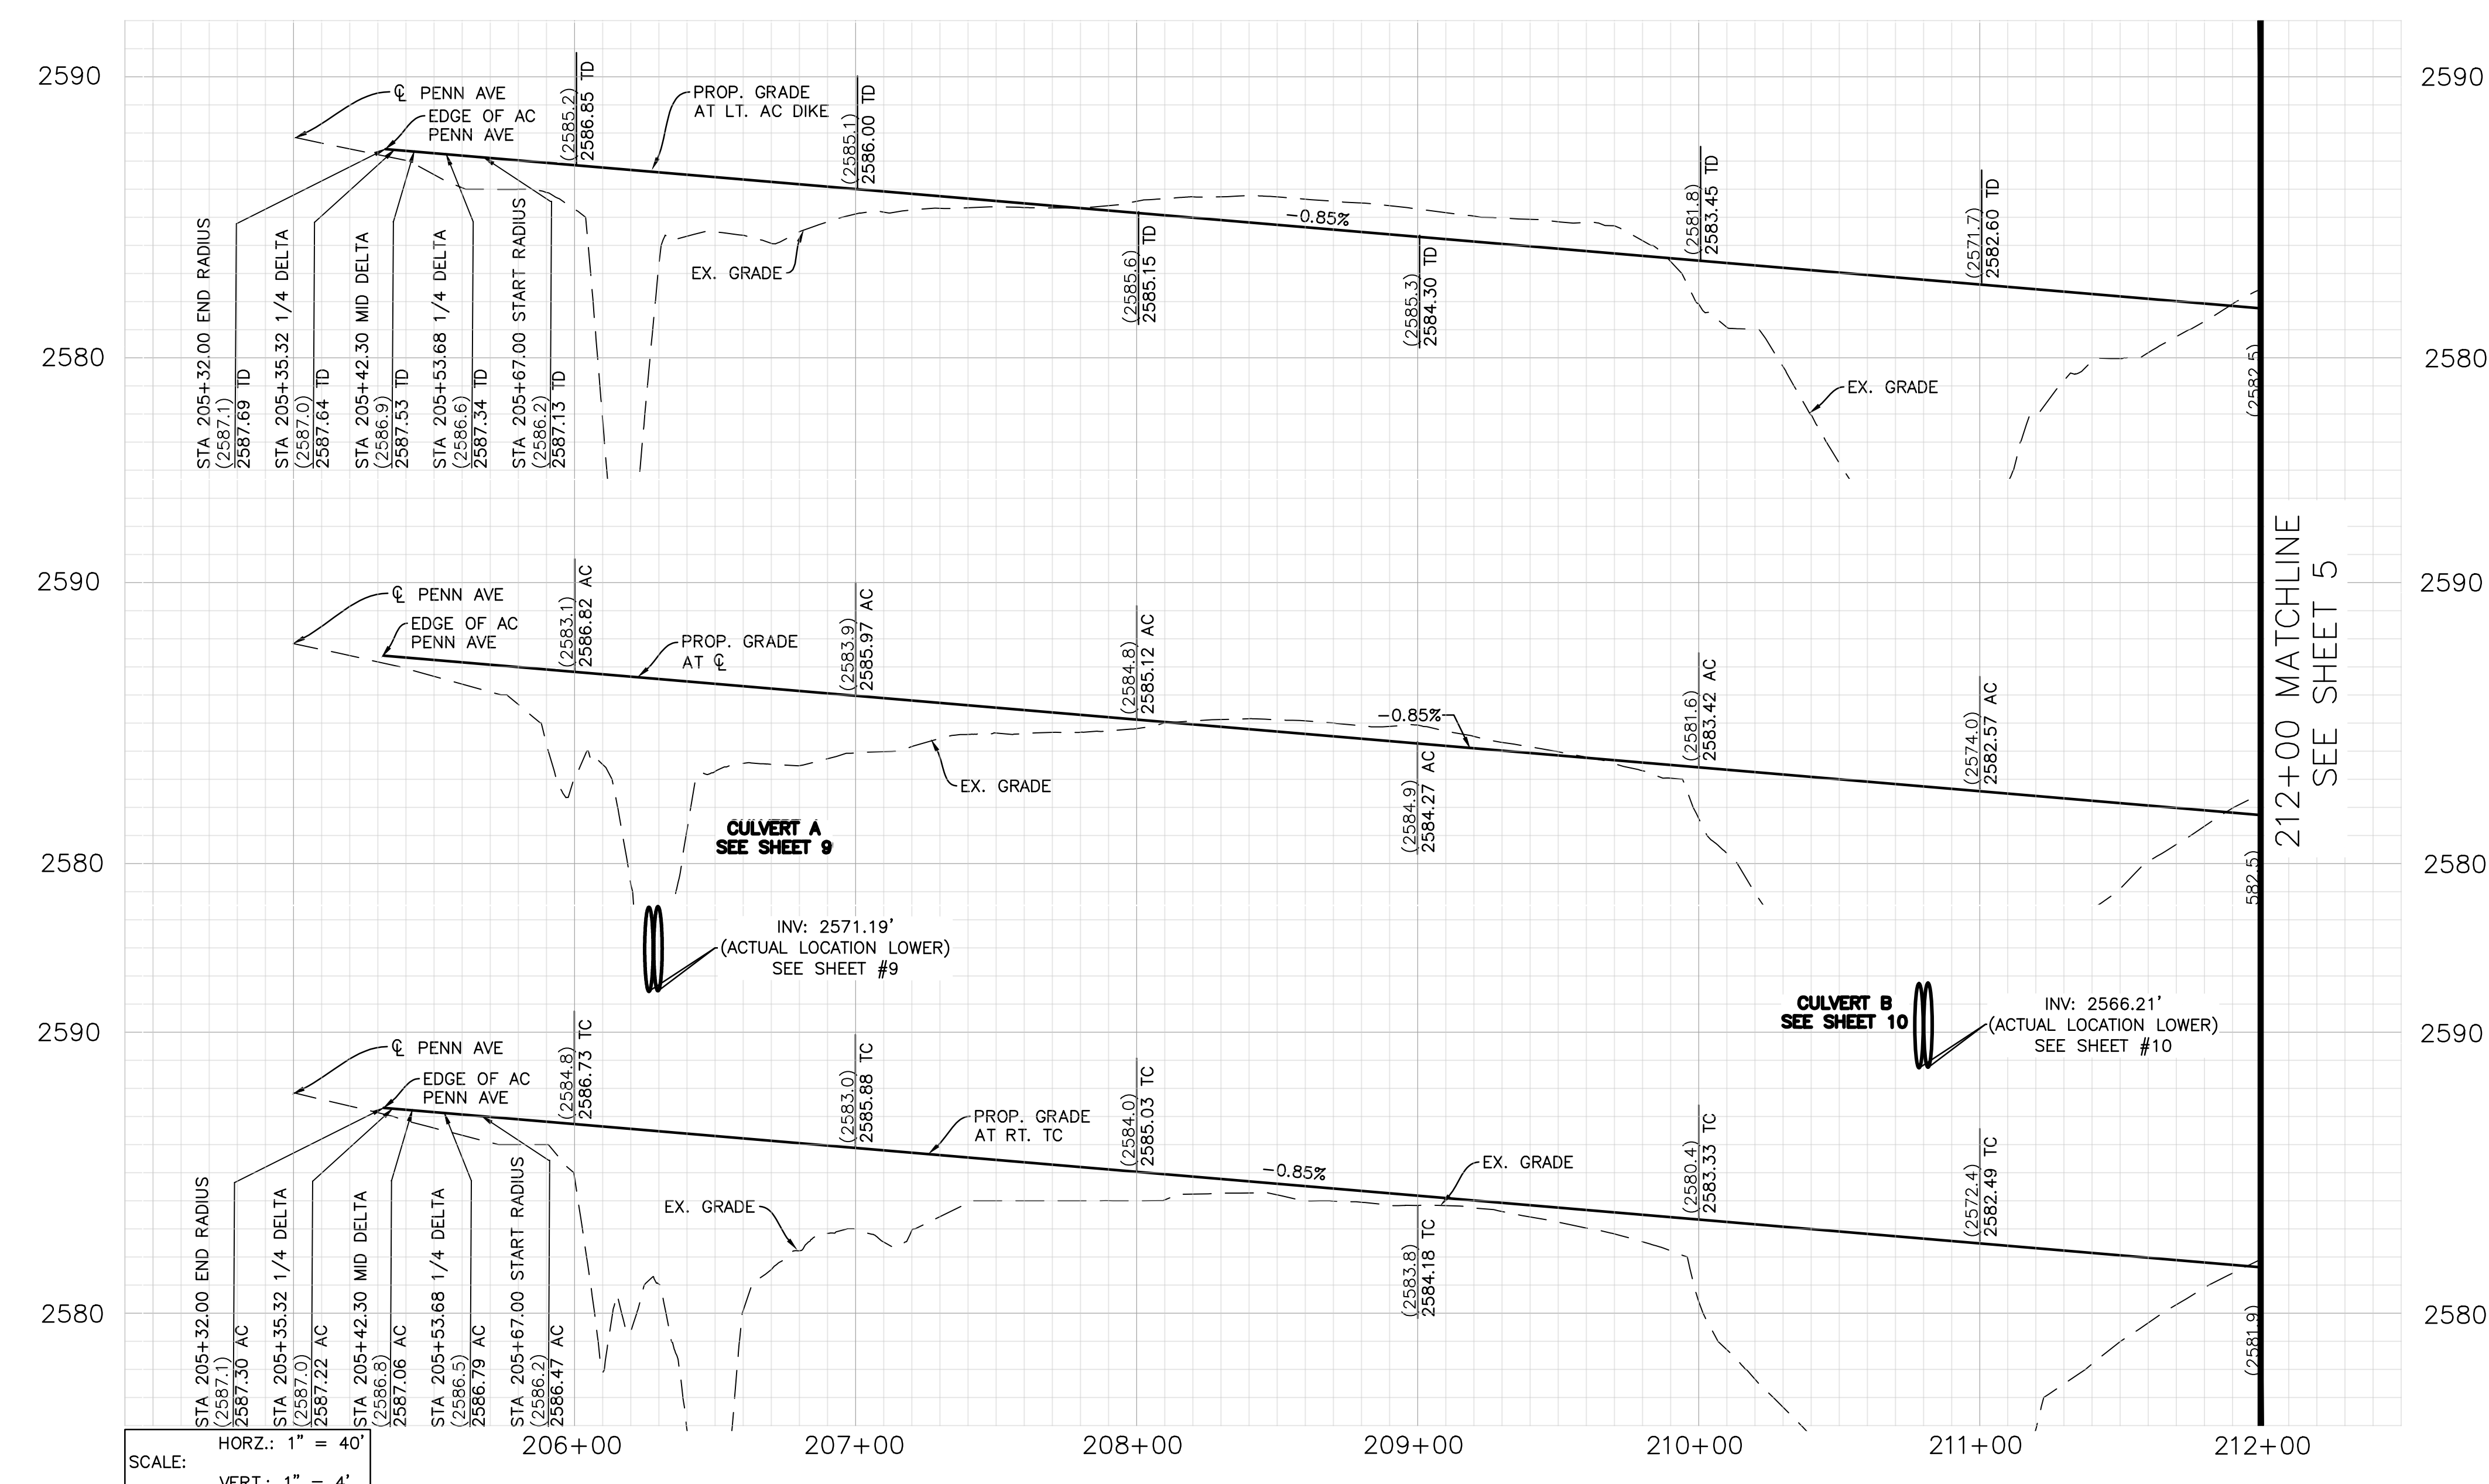 2590
2590
℄ PENN AVE
EDGE OF AC
PENN AVE
(2585.2)
2586.85 TD
PROP. GRADE
AT LT. AC DIKE
(2585.1)
2586.00 TD
(2585.6)
2585.15 TD
-0.85%
(2585.3)
2584.30 TD
(2581.8)
2583.45 TD
(2571.7)
2582.60 TD
EX. GRADE
EX. GRADE
2580
2580
STA 205+32.00 END RADIUS
(2587.1)
2587.69 TD
STA 205+35.32 1/4 DELTA
(2587.0)
2587.64 TD
STA 205+42.30 MID DELTA
(2586.9)
2587.53 TD
STA 205+53.68 1/4 DELTA
(2586.6)
2587.34 TD
STA 205+67.00 START RADIUS
(2586.2)
2587.13 TD
(2582.5)
2590
2590
℄ PENN AVE
EDGE OF AC
PENN AVE
(2583.1)
2586.82 AC
PROP. GRADE
AT ℄
(2583.9)
2585.97 AC
(2584.8)
2585.12 AC
-0.85%
(2584.9)
2584.27 AC
(2581.6)
2583.42 AC
(2574.0)
2582.57 AC
EX. GRADE
212+00 MATCHLINE
SEE SHEET 5
CULVERT A
SEE SHEET 9
2580
2580
582.5)
INV: 2571.19'
(ACTUAL LOCATION LOWER)
SEE SHEET #9
CULVERT B
SEE SHEET 10
INV: 2566.21'
(ACTUAL LOCATION LOWER)
SEE SHEET #10
2590
2590
℄ PENN AVE
EDGE OF AC
PENN AVE
(2584.8)
2586.73 TC
(2583.0)
2585.88 TC
PROP. GRADE
AT RT. TC
(2584.0)
2585.03 TC
-0.85%
(2583.8)
2584.18 TC
EX. GRADE
(2580.4)
2583.33 TC
(2572.4)
2582.49 TC
EX. GRADE
2580
2580
STA 205+32.00 END RADIUS
(2587.1)
2587.30 AC
STA 205+35.32 1/4 DELTA
(2587.0)
2587.22 AC
STA 205+42.30 MID DELTA
(2586.8)
2587.06 AC
STA 205+53.68 1/4 DELTA
(2586.5)
2586.79 AC
STA 205+67.00 START RADIUS
(2586.2)
2586.47 AC
(2581.9)
206+00
207+00
208+00
209+00
210+00
211+00
212+00
HORZ.: 1" = 40'
SCALE:
VERT.: 1" = 4'